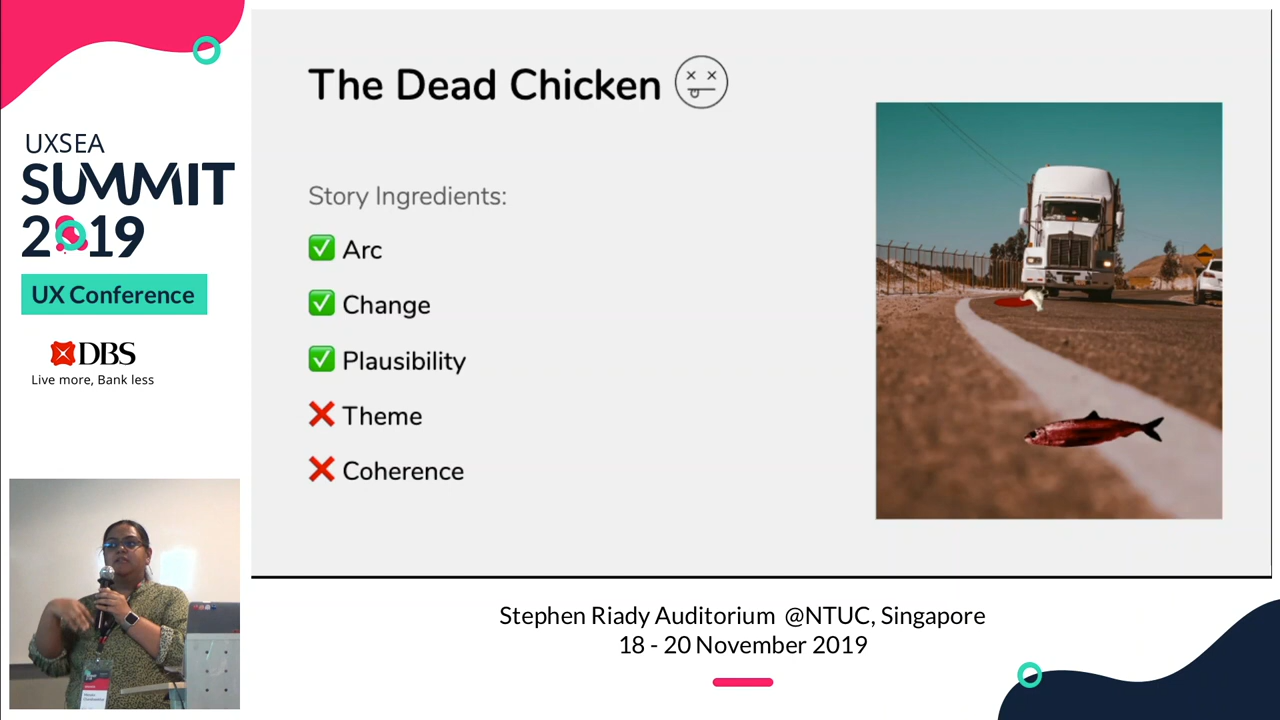 UXSEA
SUMMIT
2019
UX Conference
DBS
Live more, Bank less
The Dead Chicken
Story Ingredients:
Arc
Change
Plausibility
Theme
Coherence
Stephen Riady Auditorium @NTUC, Singapore
18 - 20 November 2019